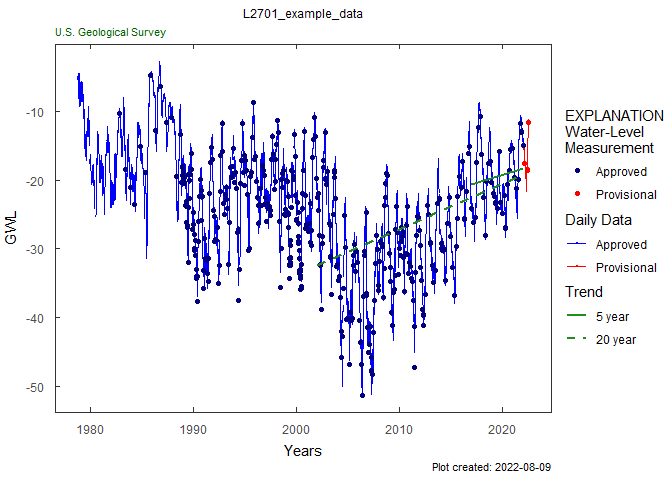 L2701_example_data
U.S. Geological Survey
GWL
-10
-20
-30
-40
-50
1980
1990
2000
2010
2020
Years
EXPLANATION
Water-Level
Measurement
Approved
Provisional
Daily Data
Approved
Provisional
Trend
5 year
20 year
Plot created: 2022-08-09